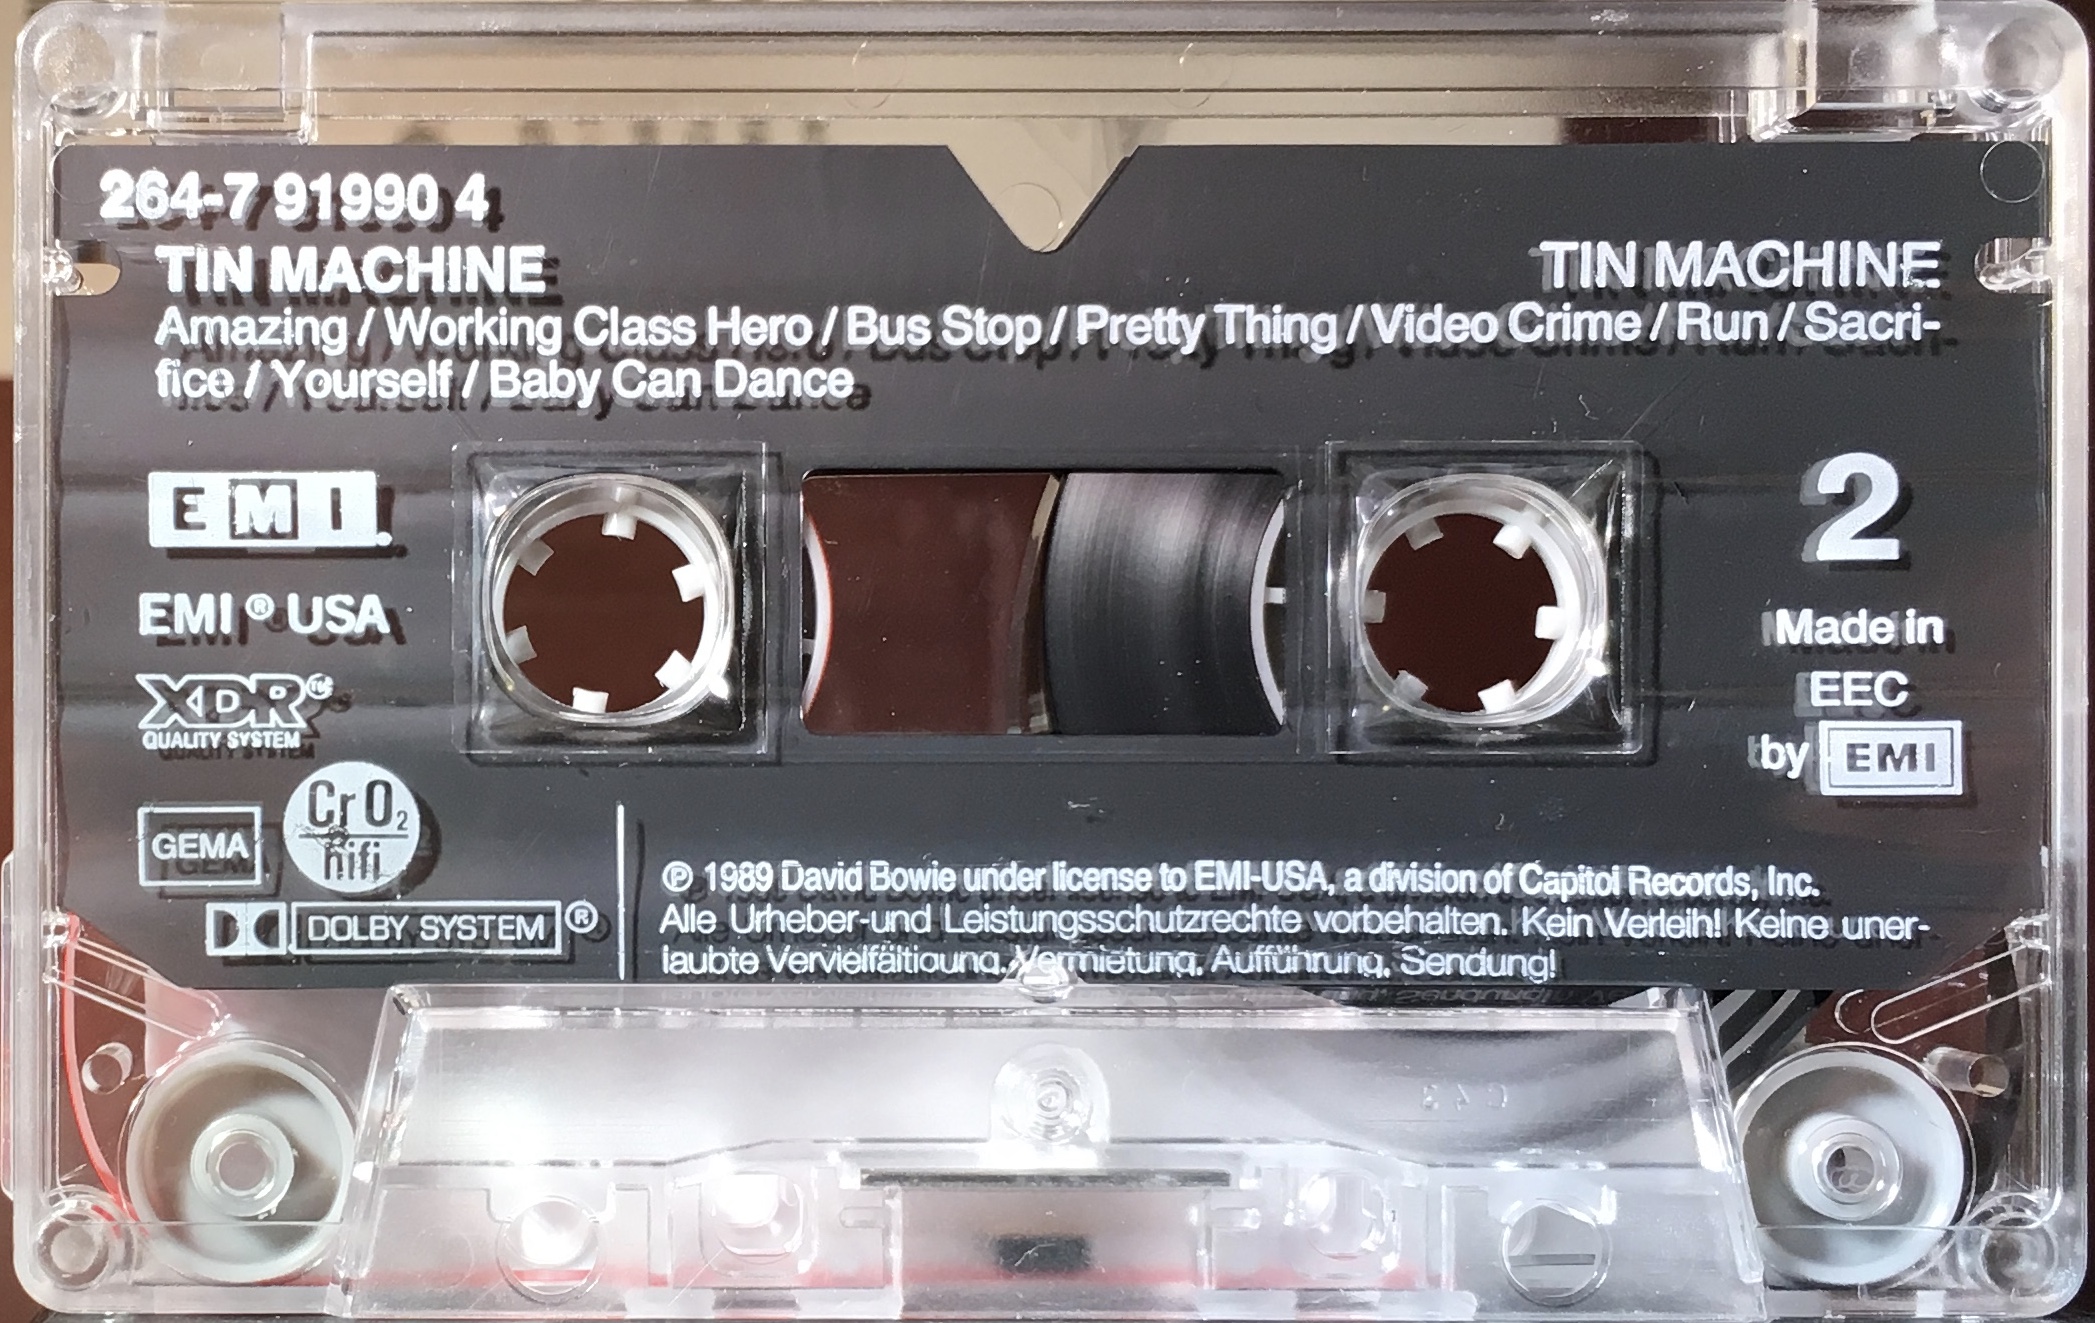 264-7 91990 4
TIN MACHINE
TIN MACHINE
Amazing / Working Class Hero / Bus Stop / Pretty Thing / Video Crime / Run / Sacri-
fice / Yourself / Baby Can Dance
EMI
EMI ® USA
XDR™
QUALITY SYSTEM
GEMA
CrO₂
hifi
DOLBY SYSTEM ®
2
Made in
EEC
by EMI
℗ 1989 David Bowie under license to EMI-USA, a division of Capitol Records, Inc.
Alle Urheber-und Leistungsschutzrechte vorbehalten. Kein Verleih! Keine uner-
laubte Vervielfältigung, Vermietung, Aufführung, Sendung!